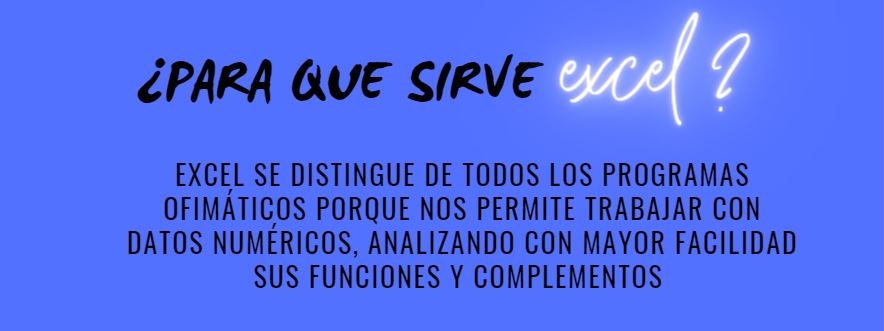 ¿PARA QUE SIRVE excel ?
EXCEL SE DISTINGUE DE TODOS LOS PROGRAMAS
OFIMÁTICOS PORQUE NOS PERMITE TRABAJAR CON
DATOS NUMÉRICOS, ANALIZANDO CON MAYOR FACILIDAD
SUS FUNCIONES Y COMPLEMENTOS